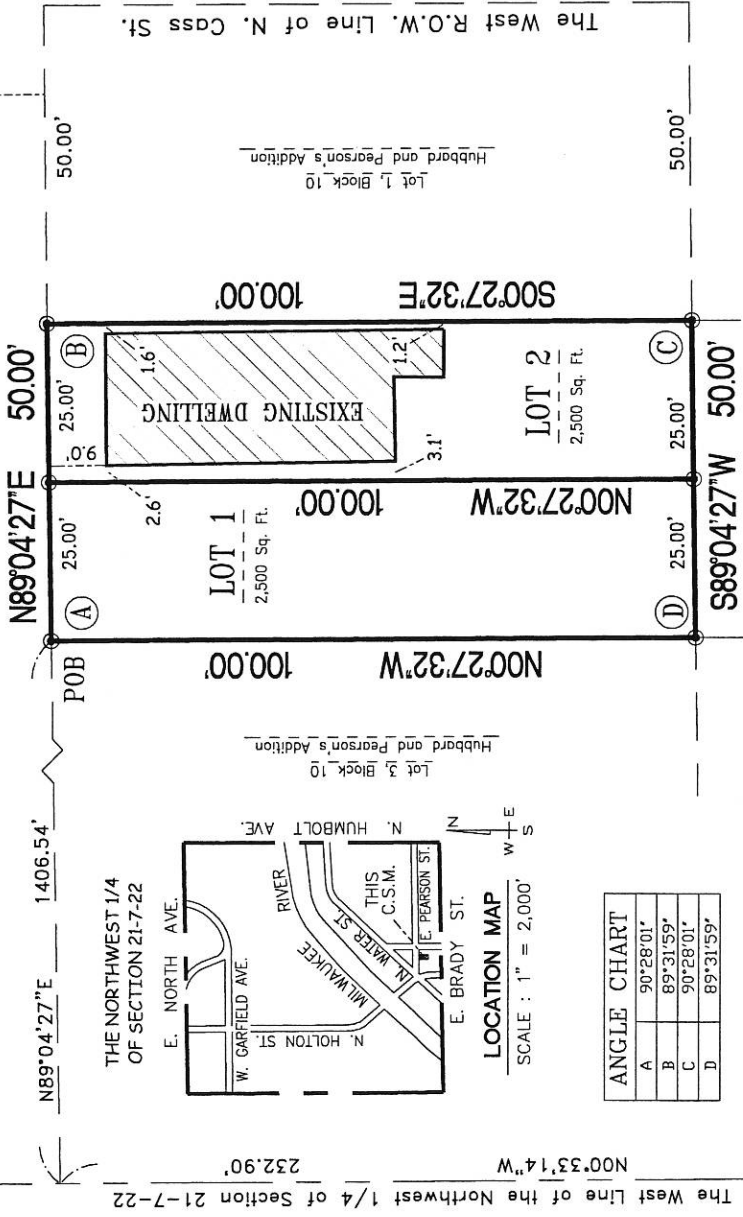 The West R.O.W. Line of N. Cass St.
50.00'
50.00'
Lot 1, Block 10
Hubbard and Pearson's Addition
N89°04'27"E 50.00'
25.00'
25.00'
B
S00°27'32"E 100.00'
EXISTING DWELLING
1.6'
1.2'
9.0'
2.6'
3.1'
LOT 2
2,500 Sq. Ft.
C
N00°27'32"W 100.00'
LOT 1
2,500 Sq. Ft.
A
D
25.00'
25.00'
S89°04'27"W 50.00'
POB
N00°27'32"W 100.00'
Lot 3, Block 10
Hubbard and Pearson's Addition
N89°04'27"E 1406.54'
THE NORTHWEST 1/4
OF SECTION 21-7-22
E. NORTH AVE.
W. GARFIELD AVE.
N. HOLTON ST.
MILWAUKEE
RIVER
N. WATER ST.
N. HUMBOLT AVE.
THIS
C.S.M.
E. PEARSON ST.
E. BRADY ST.
N
W E
S
LOCATION MAP
SCALE : 1" = 2,000'
ANGLE CHART
A 90°28'01"
B 89°31'59"
C 90°28'01"
D 89°31'59"
N00°33'14"W 232.90'
The West Line of the Northwest 1/4 of Section 21-7-22